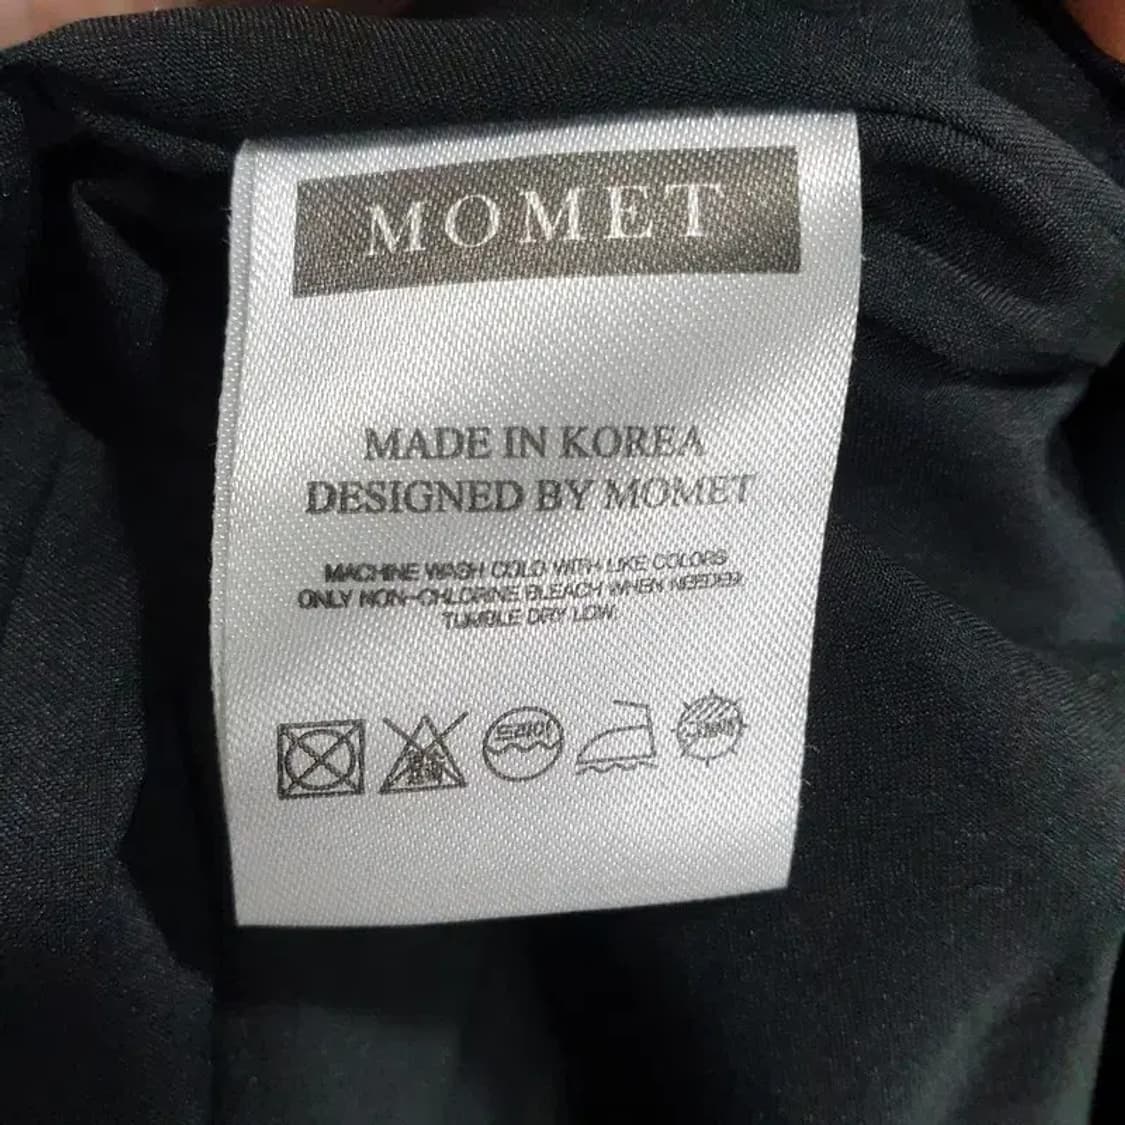 MOMET
MADE IN KOREA
DESIGNED BY MOMET
MACHINE WASH COLD WITH LIKE COLORS
ONLY NON-CHLORINE BLEACH WHEN NEEDED.
TUMBLE DRY LOW.